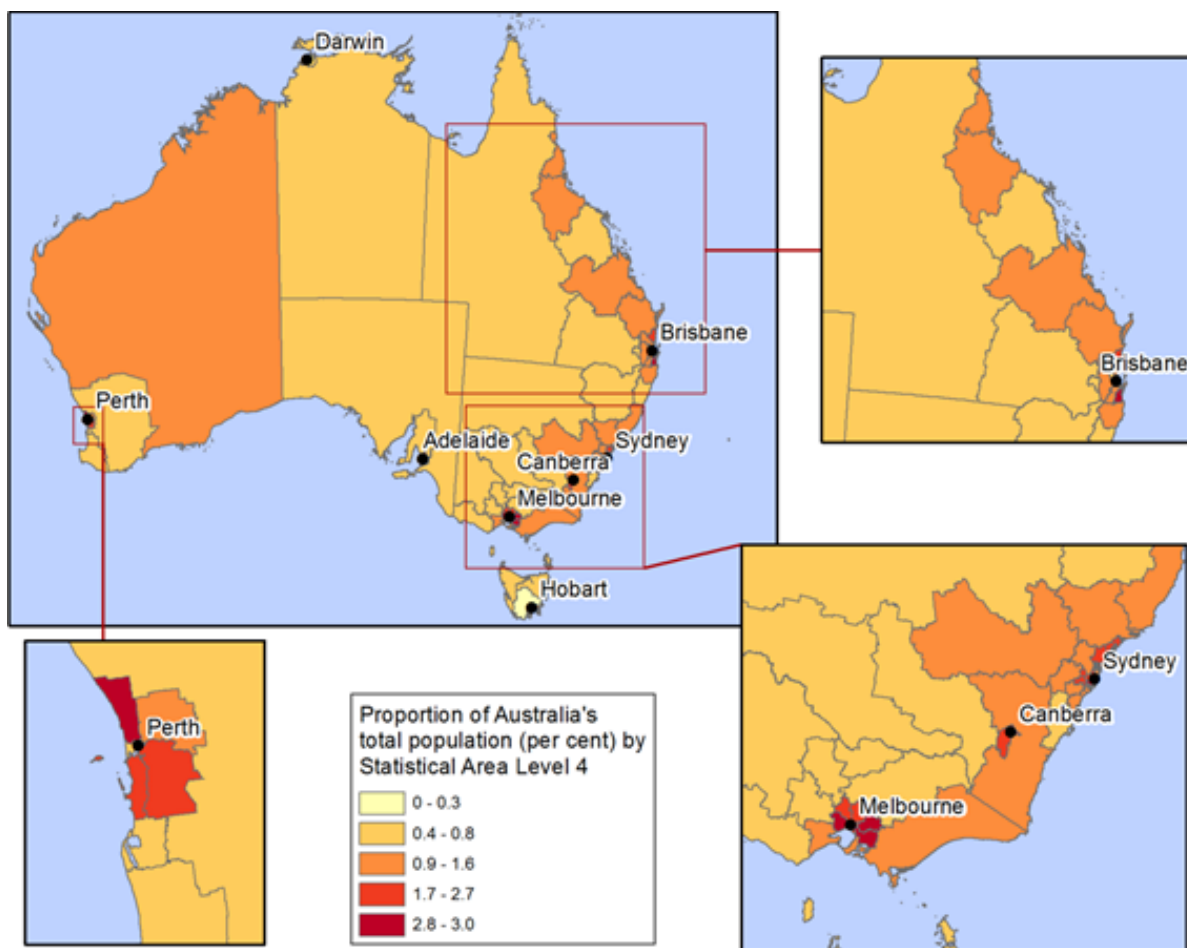 Darwin
Brisbane
Perth
Adelaide
Sydney
Canberra
Melbourne
Hobart
Brisbane
Perth
Proportion of Australia's
total population (per cent) by
Statistical Area Level 4
0 - 0.3
0.4 - 0.8
0.9 - 1.6
1.7 - 2.7
2.8 - 3.0
Sydney
Canberra
Melbourne